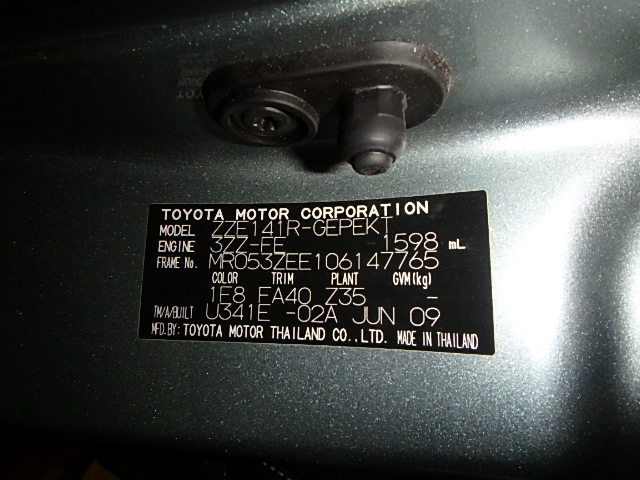 TOYOTA MOTOR CORPORATION
MODEL ZZE141R-GEPEKT
ENGINE 3ZZ-FE 1598 mL
FRAME No. MR053ZEE106147765
COLOR TRIM PLANT GVM(kg)
1E8 FA40 Z35 -
TM/A/BUILT U341E -02A JUN 09
MFD.BY: TOYOTA MOTOR THAILAND CO.,LTD. MADE IN THAILAND